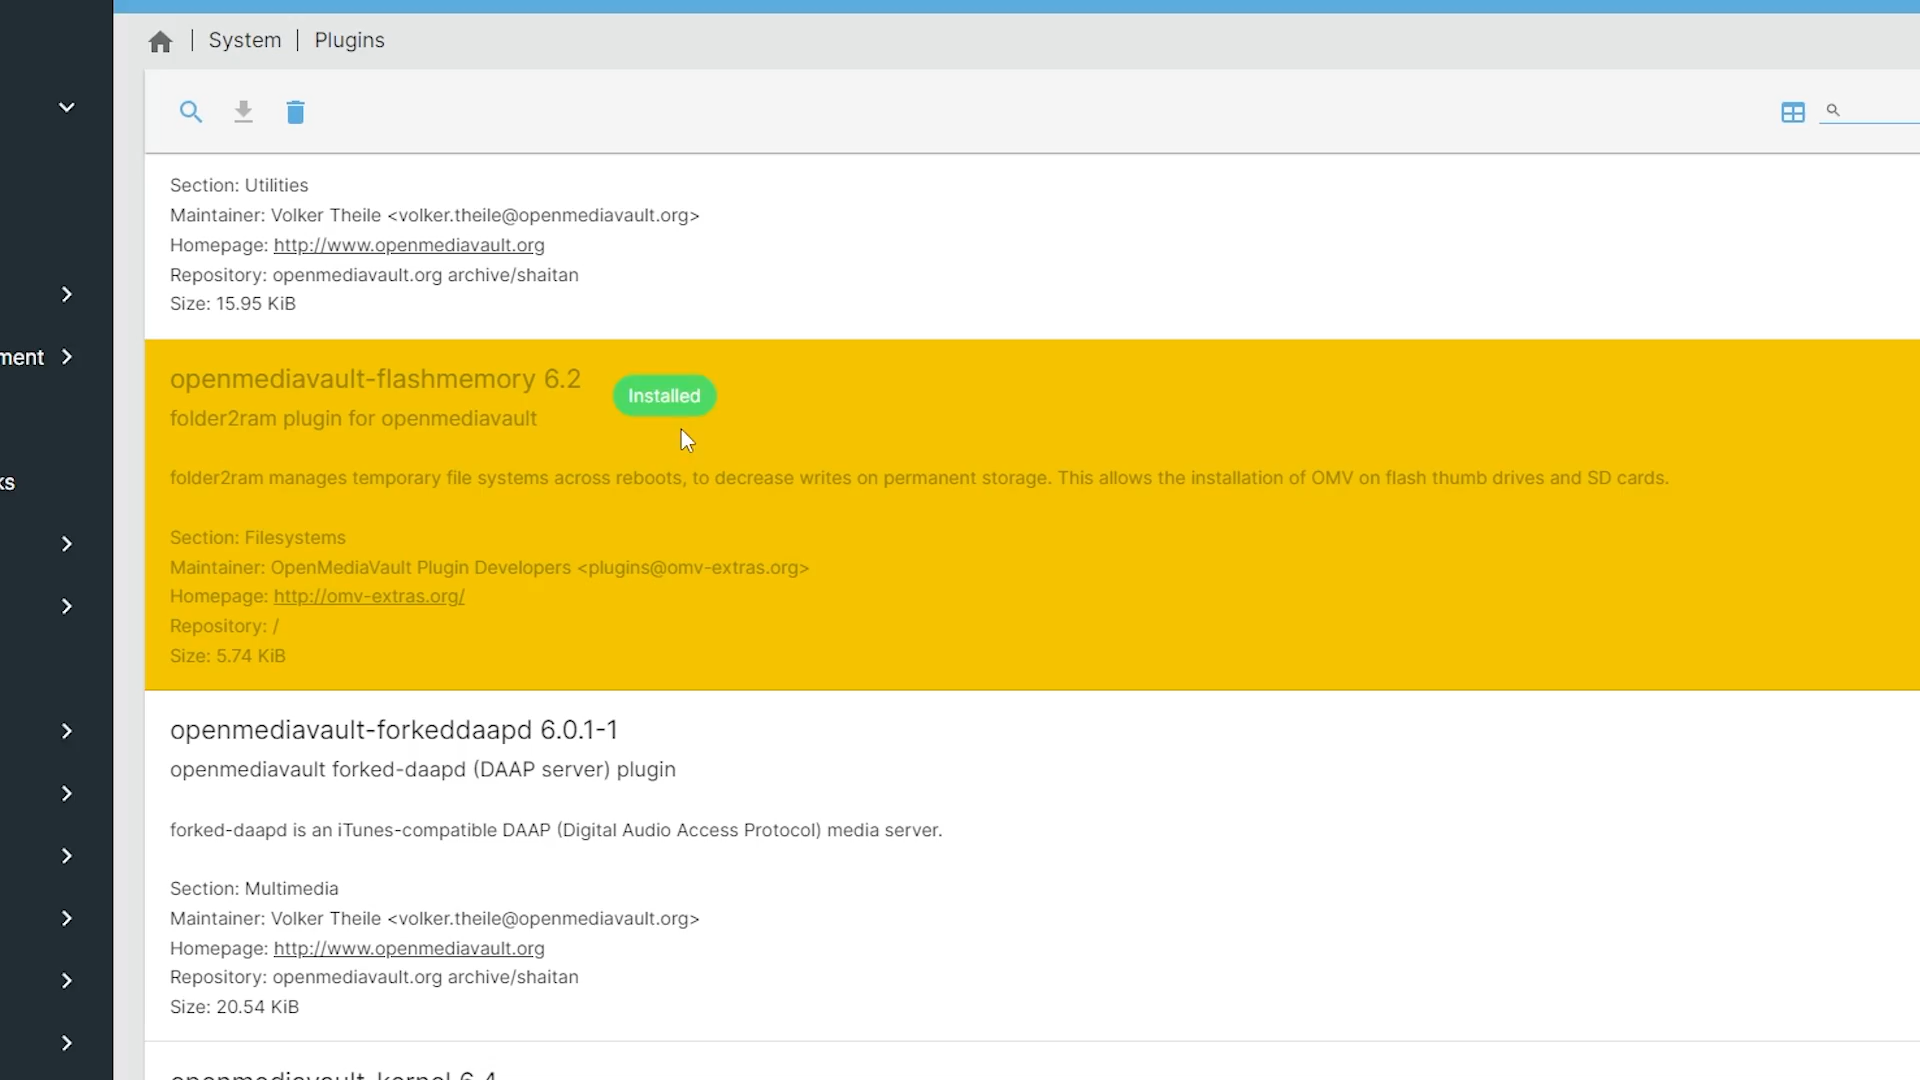 System | Plugins
Section: Utilities
Maintainer: Volker Theile <volker.theile@openmediavault.org>
Homepage: http://www.openmediavault.org
Repository: openmediavault.org archive/shaitan
Size: 15.95 KiB
ment
openmediavault-flashmemory 6.2
Installed
folder2ram plugin for openmediavault
folder2ram manages temporary file systems across reboots, to decrease writes on permanent storage. This allows the installation of OMV on flash thumb drives and SD cards.
ks
Section: Filesystems
Maintainer: OpenMediaVault Plugin Developers <plugins@omv-extras.org>
Homepage: http://omv-extras.org/
Repository: /
Size: 5.74 KiB
openmediavault-forkeddaapd 6.0.1-1
openmediavault forked-daapd (DAAP server) plugin
forked-daapd is an iTunes-compatible DAAP (Digital Audio Access Protocol) media server.
Section: Multimedia
Maintainer: Volker Theile <volker.theile@openmediavault.org>
Homepage: http://www.openmediavault.org
Repository: openmediavault.org archive/shaitan
Size: 20.54 KiB
openmediavault-kernel 6.4